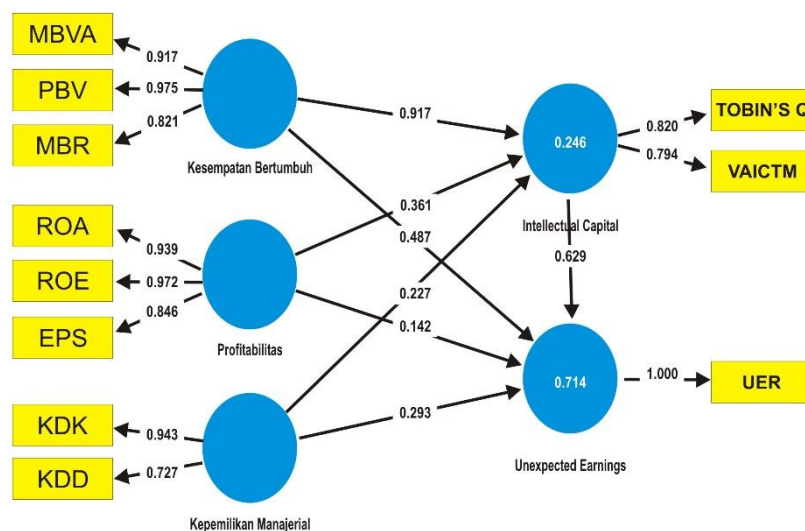 MBVA
0.917
PBV
0.975
MBR
0.821
Kesempatan Bertumbuh
ROA
0.939
ROE
0.972
EPS
0.846
Profitabilitas
KDK
0.943
KDD
0.727
Kepemilikan Manajerial
0.917
0.361
0.487
0.227
0.142
0.293
0.246
Intellectual Capital
0.629
0.714
Unexpected Earnings
0.820
TOBIN'S Q
0.794
VAICTM
1.000
UER